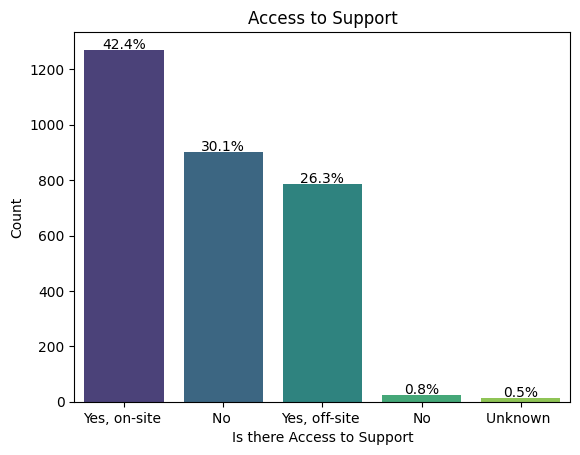 Access to Support
42.4%
30.1%
26.3%
0.8%
0.5%
Count
1200
1000
800
600
400
200
0
Yes, on-site
No
Yes, off-site
No
Unknown
Is there Access to Support